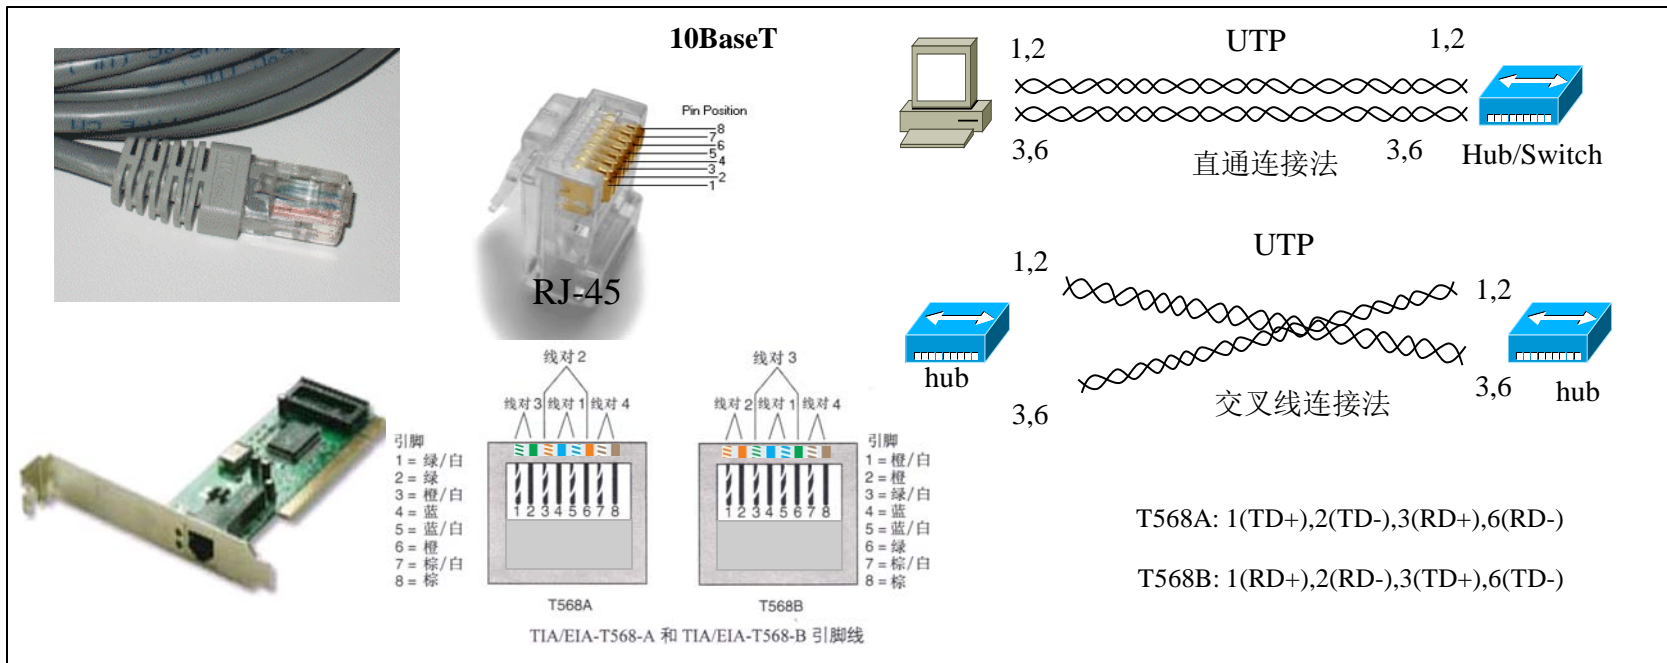 10BaseT
Pin Position
8
7
6
5
4
3
2
1
RJ-45
1,2
UTP
1,2
3,6
直通连接法
3,6
Hub/Switch
UTP
1,2
1,2
hub
3,6
交叉线连接法
3,6
hub
线对2
线对3 线对1 线对4
引脚
1 = 绿/白
2 = 绿
3 = 橙/白
4 = 蓝
5 = 蓝/白
6 = 橙
7 = 棕/白
8 = 棕
1 2 3 4 5 6 7 8
T568A
线对3
线对2 线对1 线对4
引脚
1 = 橙/白
2 = 橙
3 = 绿/白
4 = 蓝
5 = 蓝/白
6 = 绿
7 = 棕/白
8 = 棕
1 2 3 4 5 6 7 8
T568B
TIA/EIA-T568-A 和 TIA/EIA-T568-B 引脚线
T568A: 1(TD+),2(TD-),3(RD+),6(RD-)
T568B: 1(RD+),2(RD-),3(TD+),6(TD-)